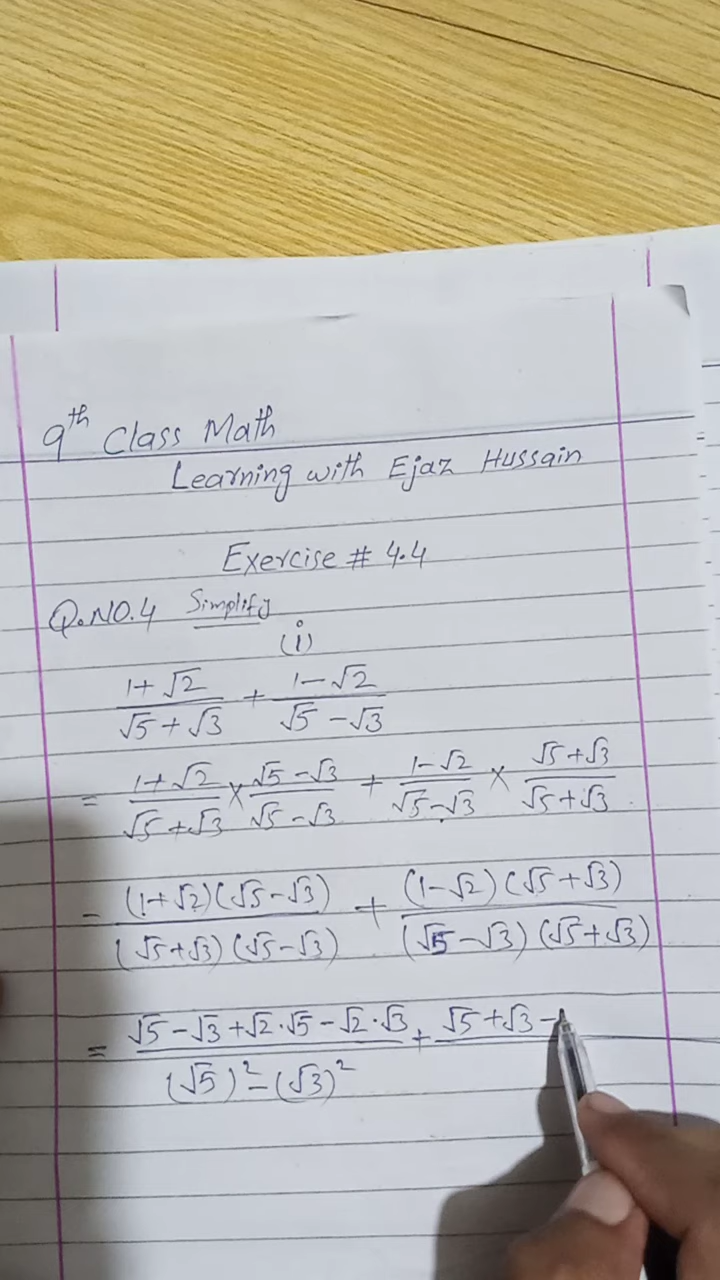 9th Class Math
Learning with Ejaz Hussain
Exercise # 4.4
Q.NO.4 Simplify
(i)
1+√2 / √5+√3 + 1-√2 / √5-√3
= 1+√2 / √5+√3 × √5-√3 / √5-√3 + 1-√2 / √5-√3 × √5+√3 / √5+√3
= (1+√2)(√5-√3) / (√5+√3)(√5-√3) + (1-√2)(√5+√3) / (√5-√3)(√5+√3)
= √5-√3+√2·√5-√2·√3 / (√5)²-(√3)² + √5+√3-